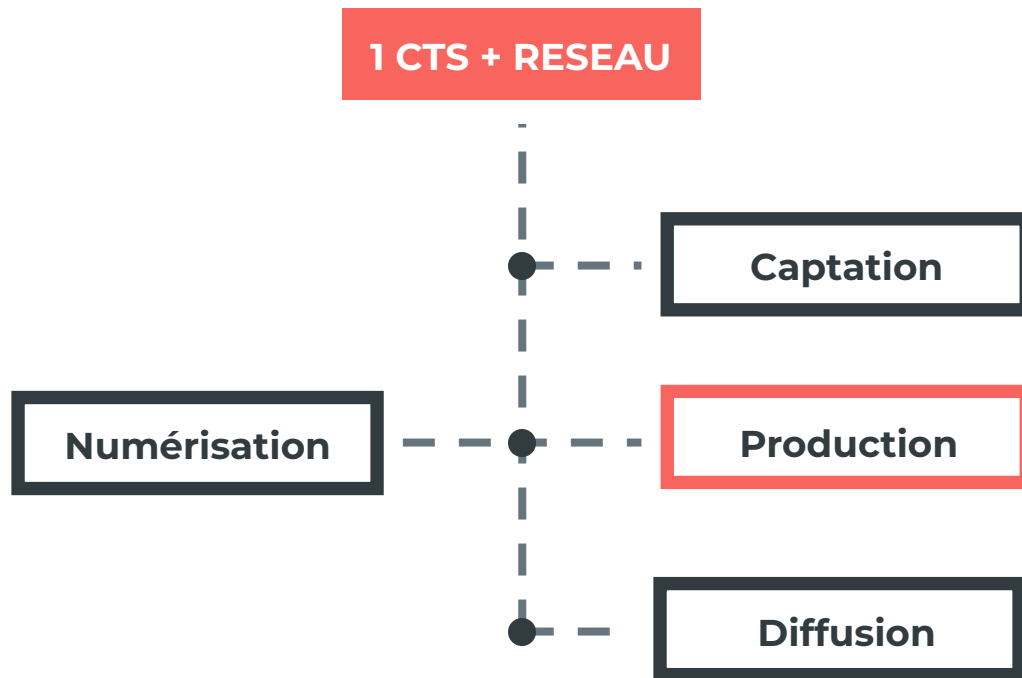 1 CTS + RESEAU
Captation
Numérisation
Production
Diffusion